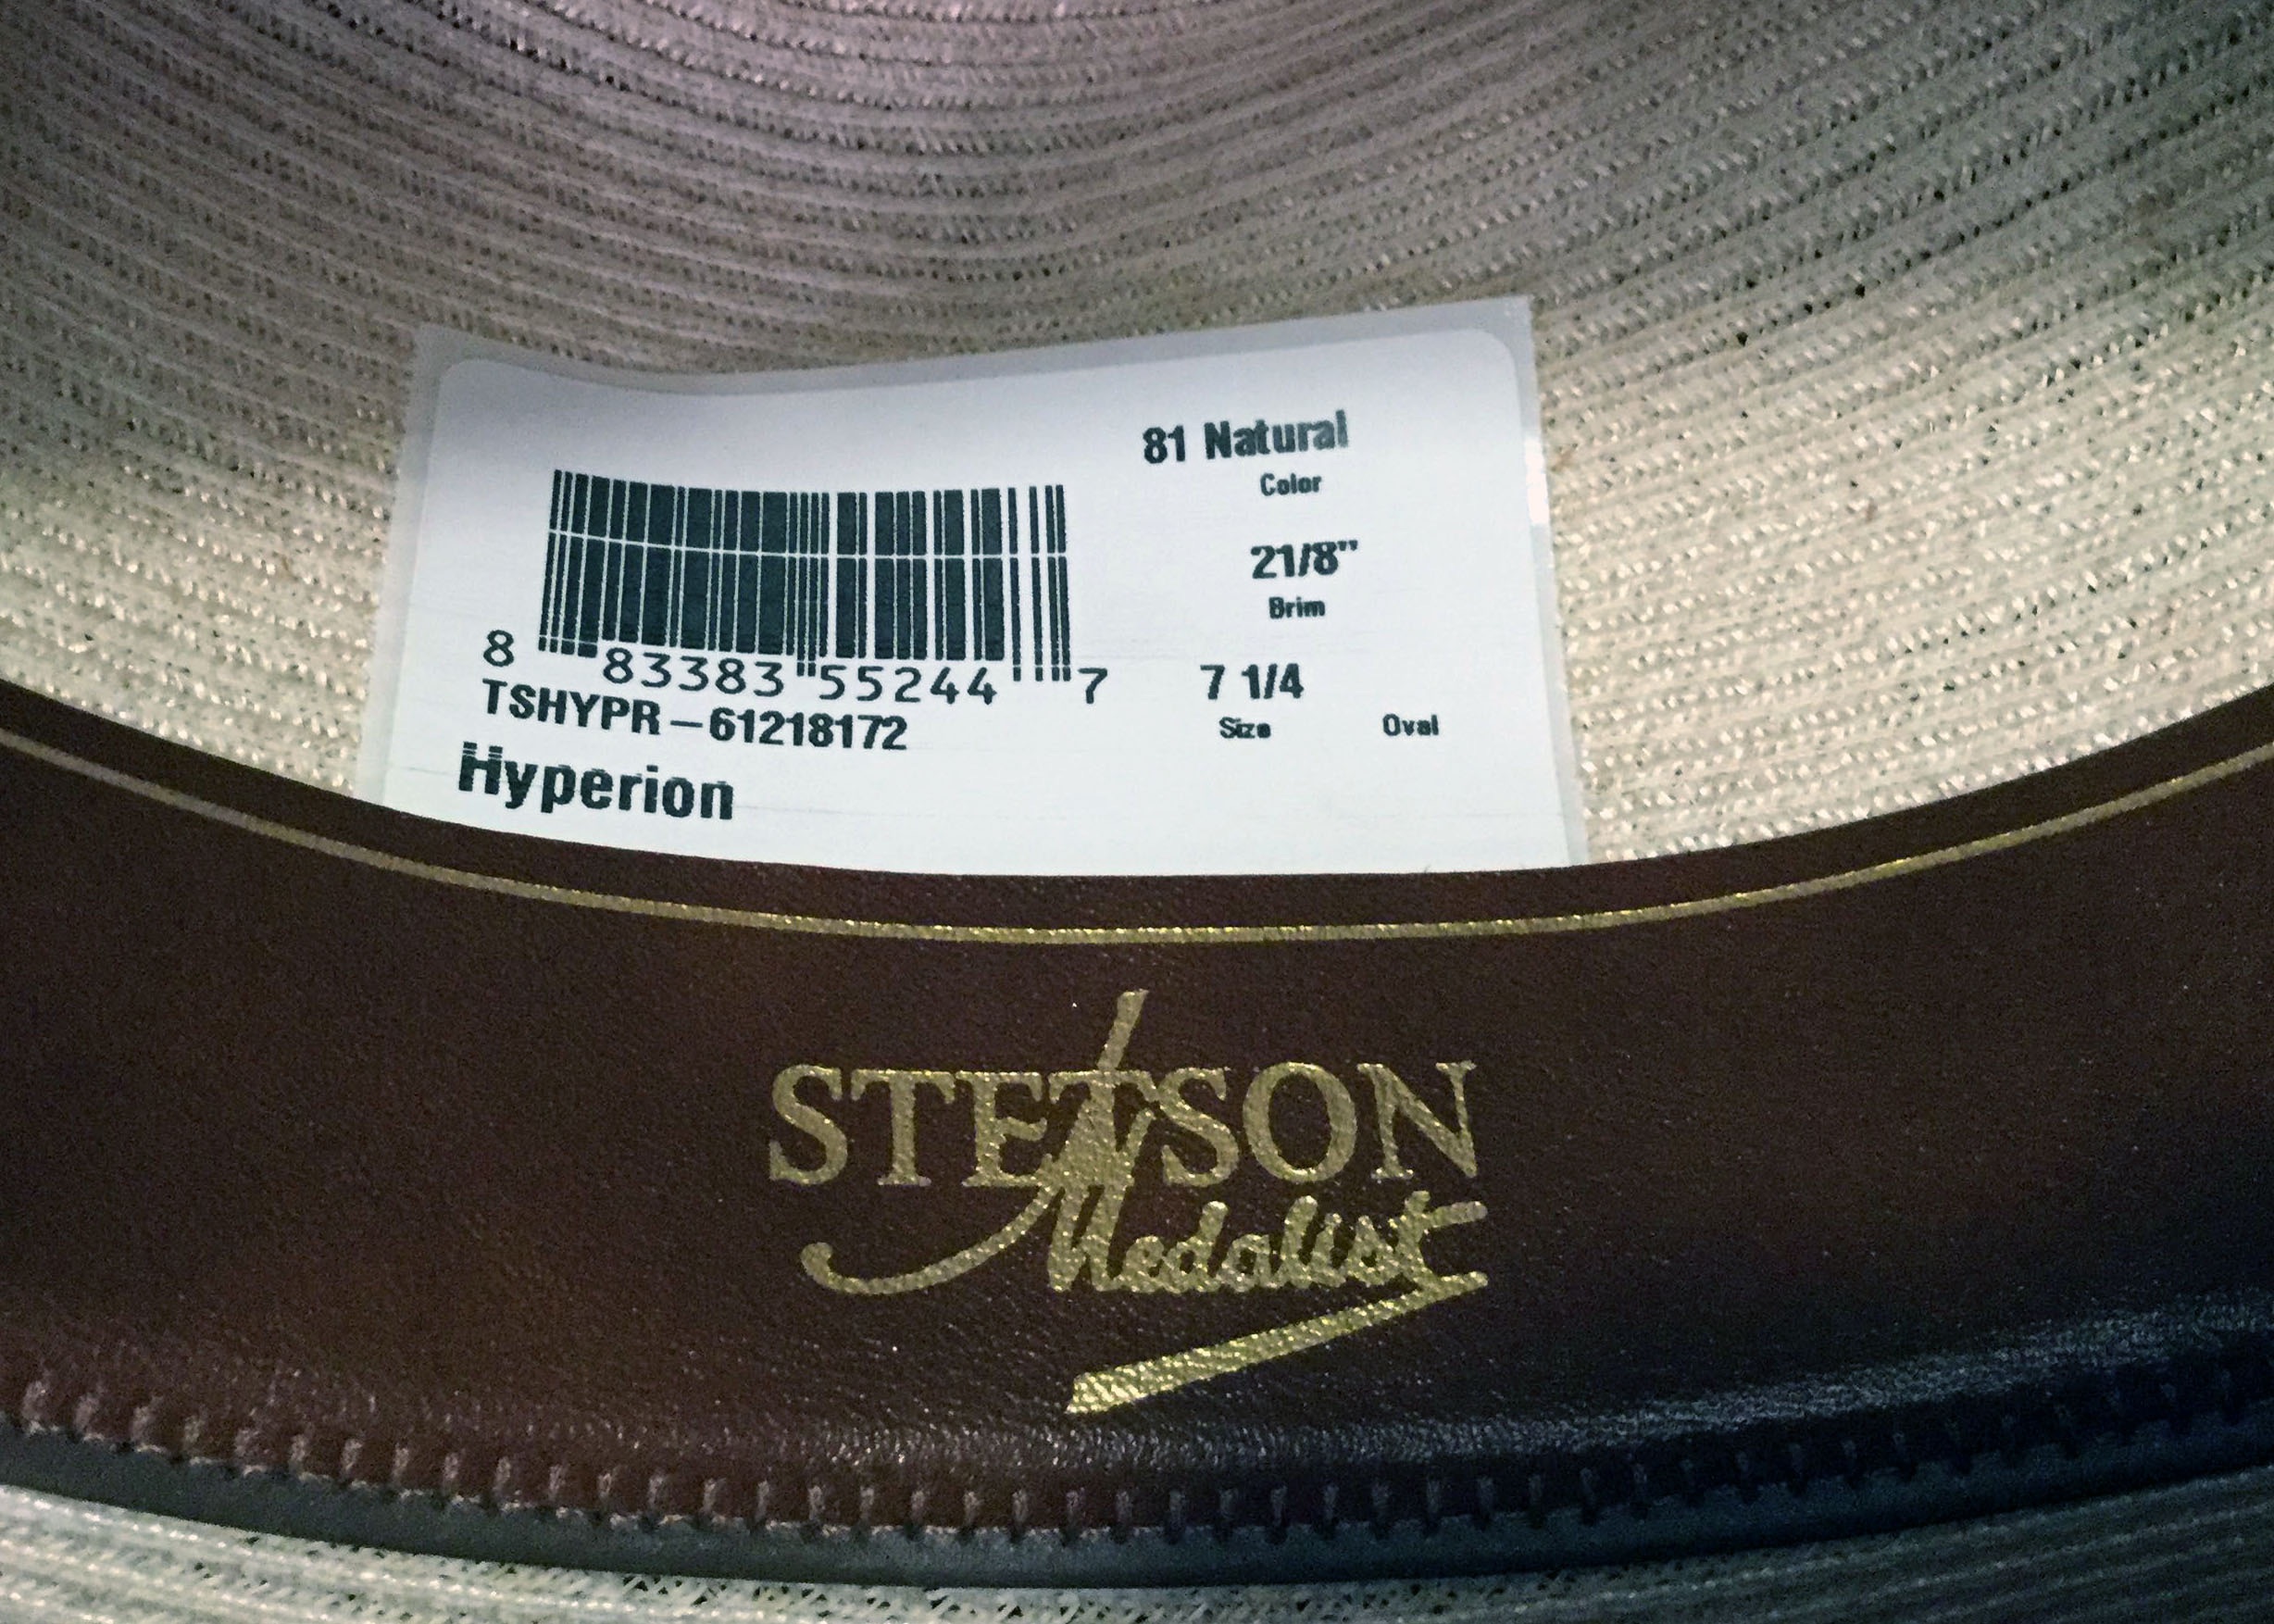 81 Natural
Color
21/8"
Brim
7 1/4
Size Oval
8 83383 55244 7
TSHYPR-61218172
Hyperion
STETSON
Medalist